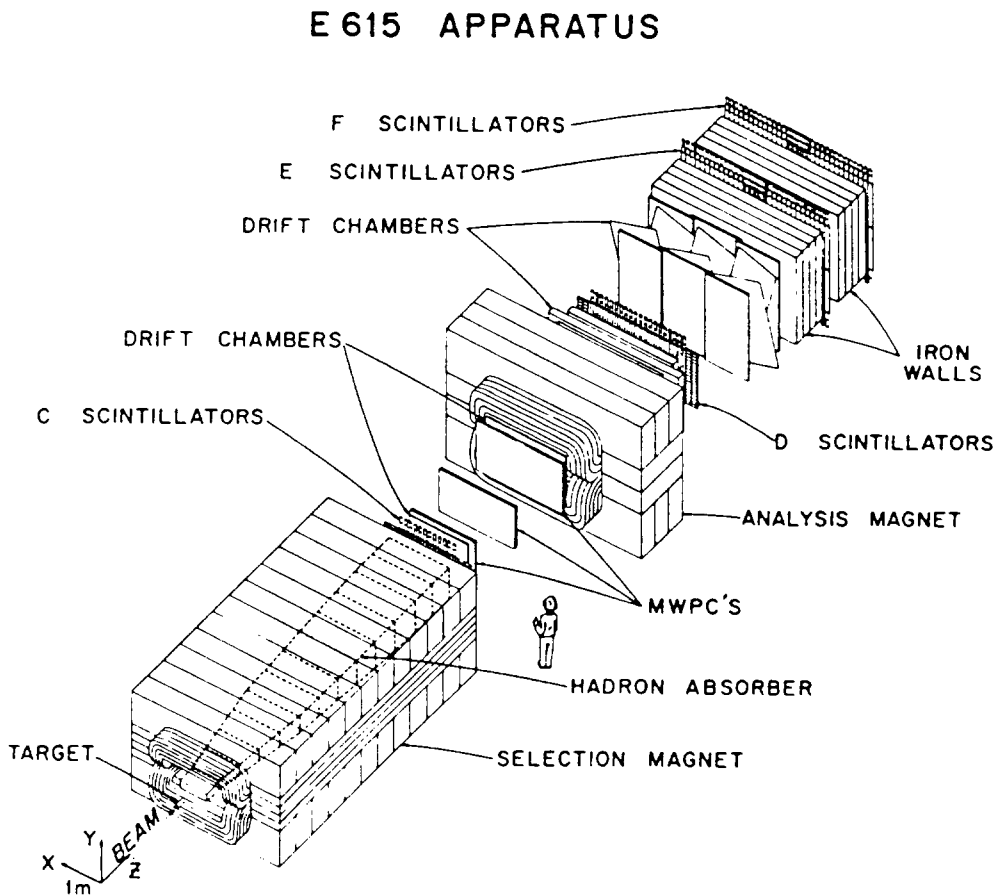 E 615 APPARATUS
F SCINTILLATORS
E SCINTILLATORS
DRIFT CHAMBERS
DRIFT CHAMBERS
C SCINTILLATORS
IRON
WALLS
D SCINTILLATORS
ANALYSIS MAGNET
MWPC'S
HADRON ABSORBER
SELECTION MAGNET
TARGET
BEAM
Y
X
Z
1m